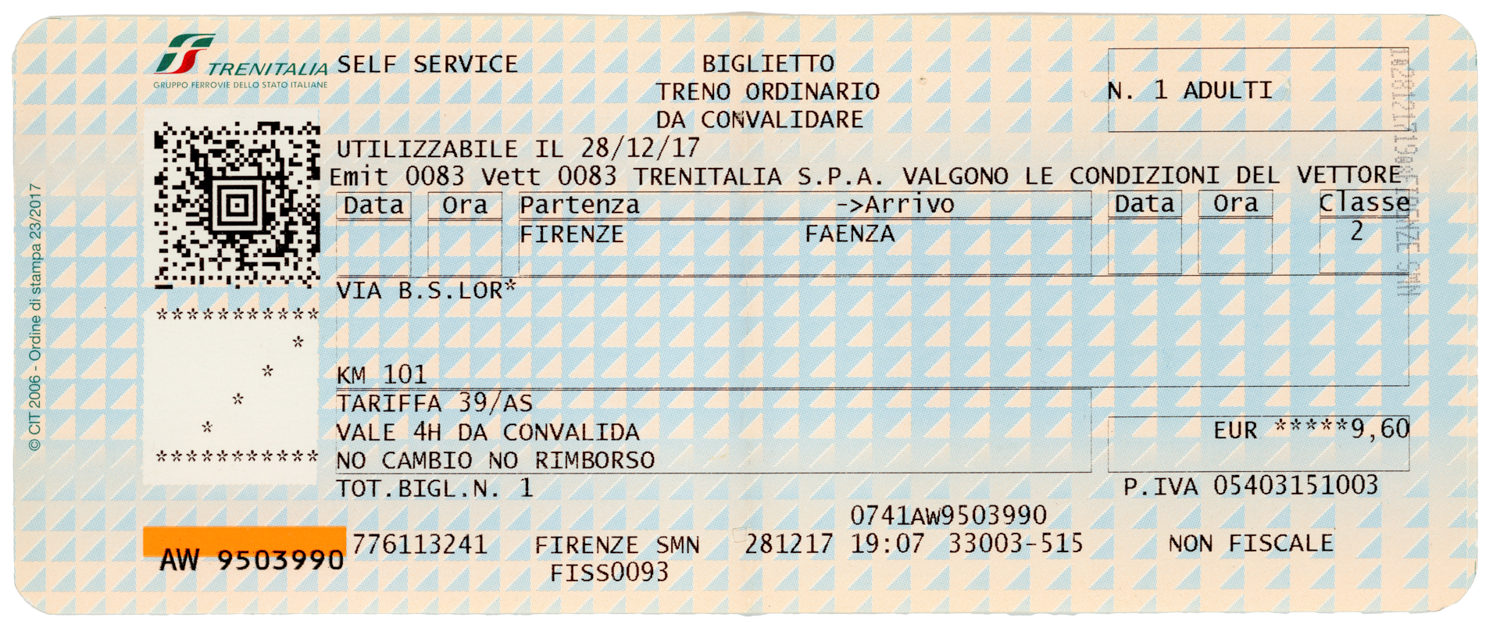 TRENITALIA
GRUPPO FERROVIE DELLO STATO ITALIANE
SELF SERVICE
BIGLIETTO
TRENO ORDINARIO
DA CONVALIDARE
N. 1 ADULTI
UTILIZZABILE IL 28/12/17
Emit 0083 Vett 0083 TRENITALIA S.P.A. VALGONO LE CONDIZIONI DEL VETTORE
Data Ora Partenza ->Arrivo Data Ora Classe
FIRENZE FAENZA 2
VIA B.S.LOR*
***********
*
*
*
*
***********
KM 101
TARIFFA 39/AS
VALE 4H DA CONVALIDA
EUR *****9,60
NO CAMBIO NO RIMBORSO
TOT.BIGL.N. 1
P.IVA 05403151003
0741AW9503990
AW 9503990
776113241 FIRENZE SMN 281217 19:07 33003-515 NON FISCALE
FISS0093
© CIT 2006 - Ordine di stampa 23/2017
FIRENZE SMN